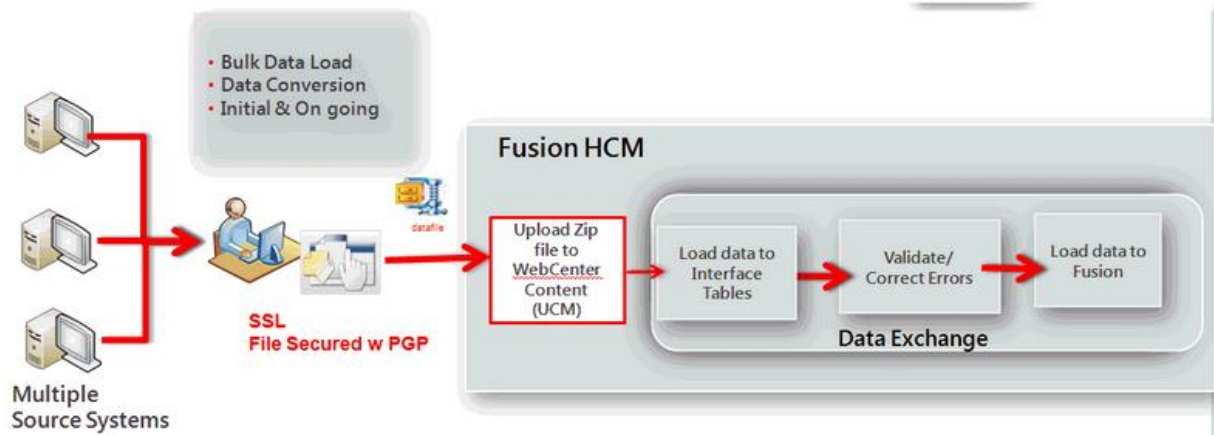 • Bulk Data Load
• Data Conversion
• Initial & On going
Multiple
Source Systems
datafile
SSL
File Secured w PGP
Fusion HCM
Upload Zip
file to
WebCenter
Content
(UCM)
Load data to
Interface
Tables
Validate/
Correct Errors
Load data to
Fusion
Data Exchange